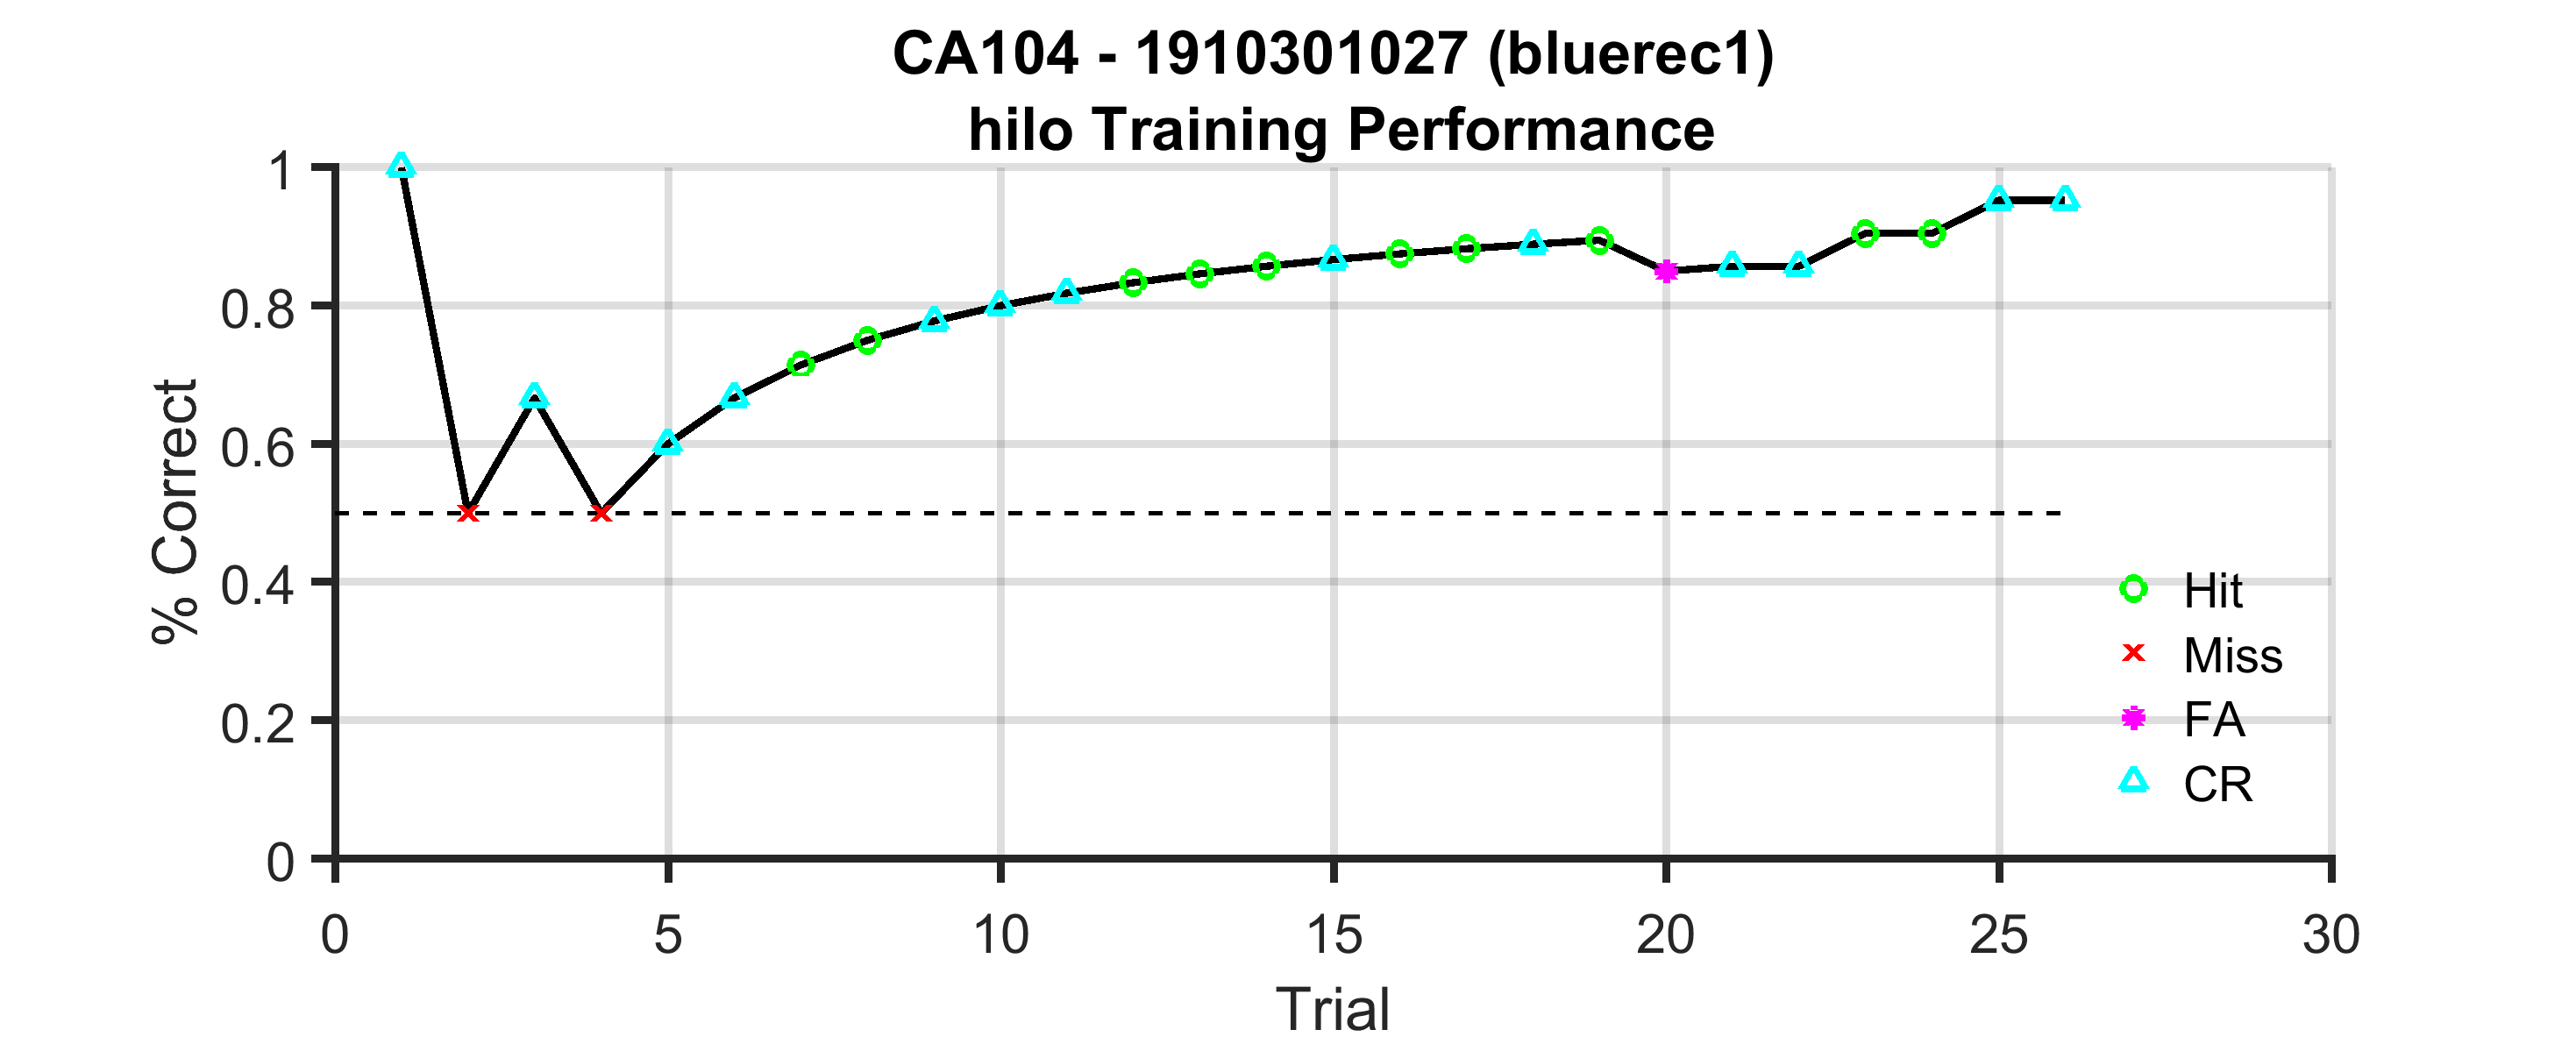 CA104 - 1910301027 (bluerec1)
hilo Training Performance
% Correct
1
0.8
0.6
0.4
0.2
0
0 5 10 15 20 25 30
Trial
Hit
Miss
FA
CR